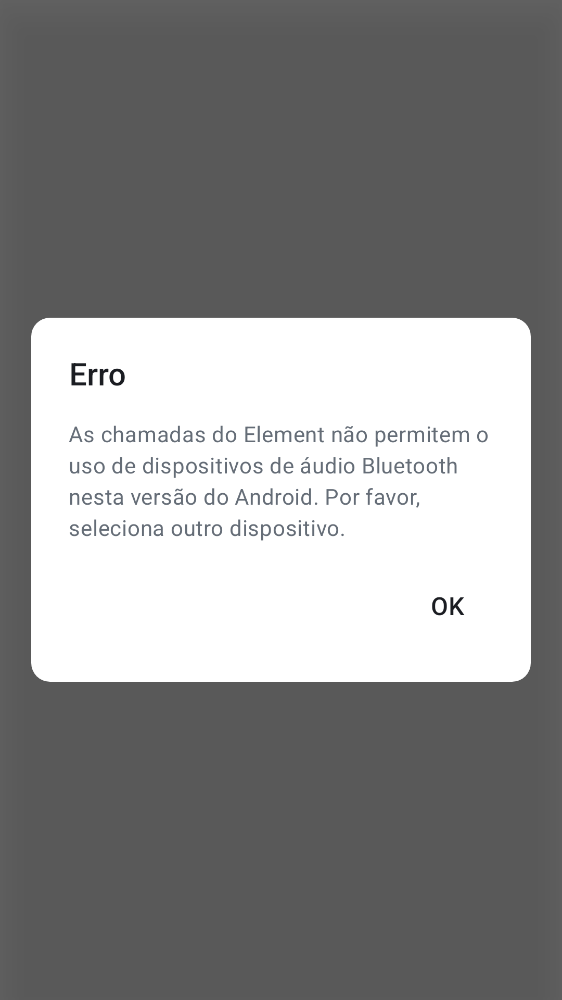 Erro
As chamadas do Element não permitem o
uso de dispositivos de áudio Bluetooth
nesta versão do Android. Por favor,
seleciona outro dispositivo.
OK